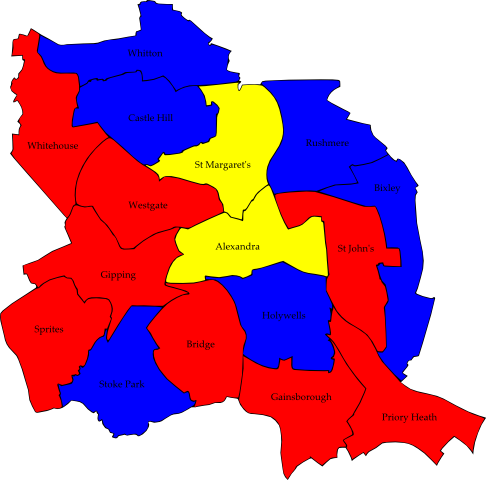 Whitton
Castle Hill
Rushmere
Whitehouse
St Margaret's
Bixley
Westgate
Alexandra
St John's
Gipping
Holywells
Sprites
Bridge
Stoke Park
Gainsborough
Priory Heath